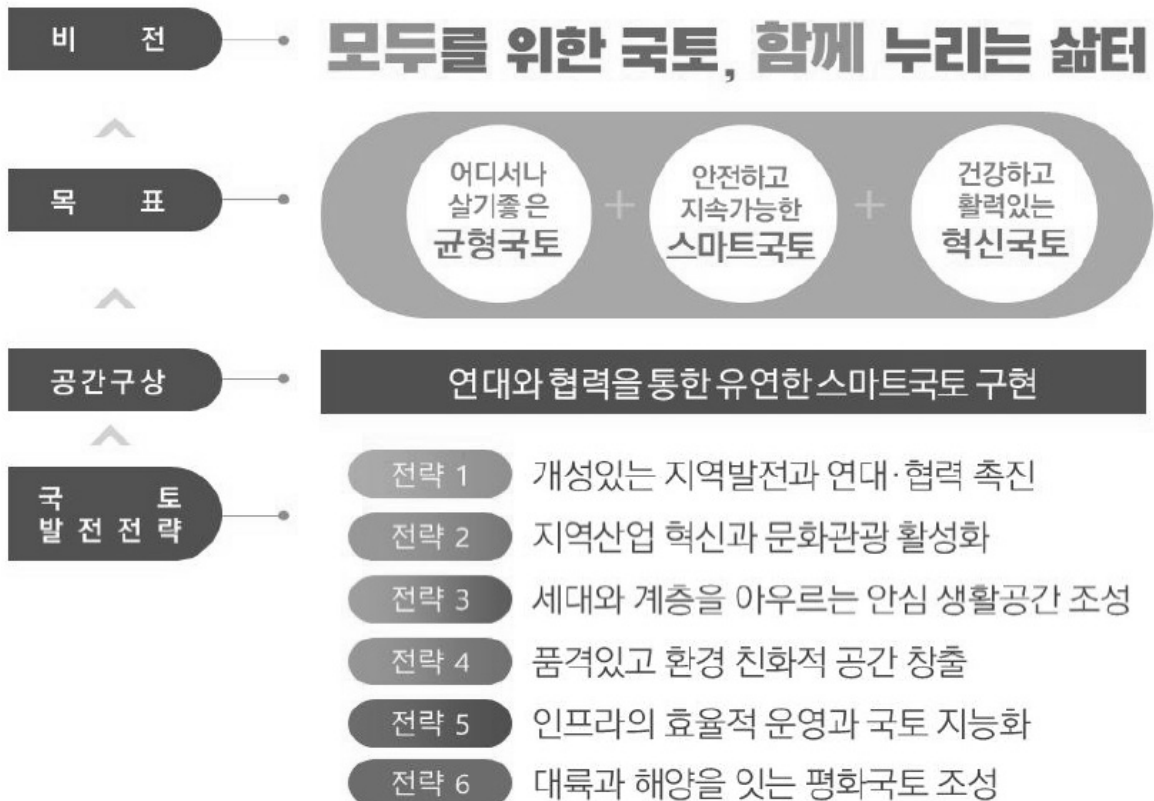 비 전
모두를 위한 국토, 함께 누리는 삶터
목 표
어디서나
살기좋은
균형국토
+
안전하고
지속가능한
스마트국토
+
건강하고
활력있는
혁신국토
공간구상
연대와 협력을 통한 유연한 스마트국토 구현
국 토
발 전 전 략
전략 1 개성있는 지역발전과 연대·협력 촉진
전략 2 지역산업 혁신과 문화관광 활성화
전략 3 세대와 계층을 아우르는 안심 생활공간 조성
전략 4 품격있고 환경 친화적 공간 창출
전략 5 인프라의 효율적 운영과 국토 지능화
전략 6 대륙과 해양을 잇는 평화국토 조성